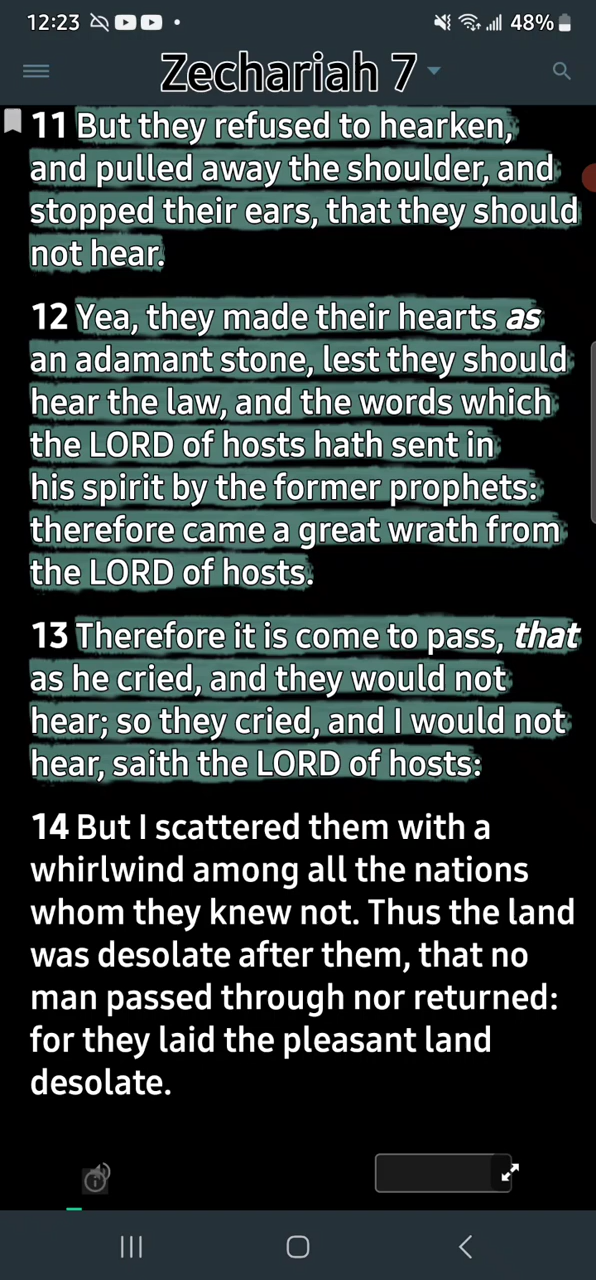 12:23 48%
Zechariah 7
11 But they refused to hearken,
and pulled away the shoulder, and
stopped their ears, that they should
not hear.
12 Yea, they made their hearts as
an adamant stone, lest they should
hear the law, and the words which
the LORD of hosts hath sent in
his spirit by the former prophets:
therefore came a great wrath from
the LORD of hosts.
13 Therefore it is come to pass, that
as he cried, and they would not
hear; so they cried, and I would not
hear, saith the LORD of hosts:
14 But I scattered them with a
whirlwind among all the nations
whom they knew not. Thus the land
was desolate after them, that no
man passed through nor returned:
for they laid the pleasant land
desolate.